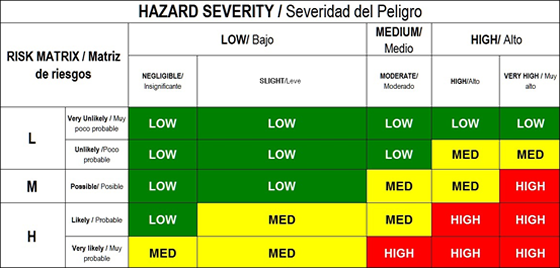 HAZARD SEVERITY / Severidad del Peligro
RISK MATRIX / Matriz
de riesgos
LOW/ Bajo
MEDIUM/
Medio
HIGH/ Alto
NEGLIGIBLE/
Insignificante
SLIGHT/Leve
MODERATE/
Moderado
HIGH/Alto
VERY HIGH / Muy
alto
L
Very Unlikely / Muy
poco probable
LOW LOW LOW LOW LOW
Unlikely /Poco
probable
LOW LOW LOW MED MED
M
Possible/ Posible
LOW LOW MED MED HIGH
H
Likely / Probable
LOW MED MED HIGH HIGH
Very likely / Muy
probable
MED MED HIGH HIGH HIGH